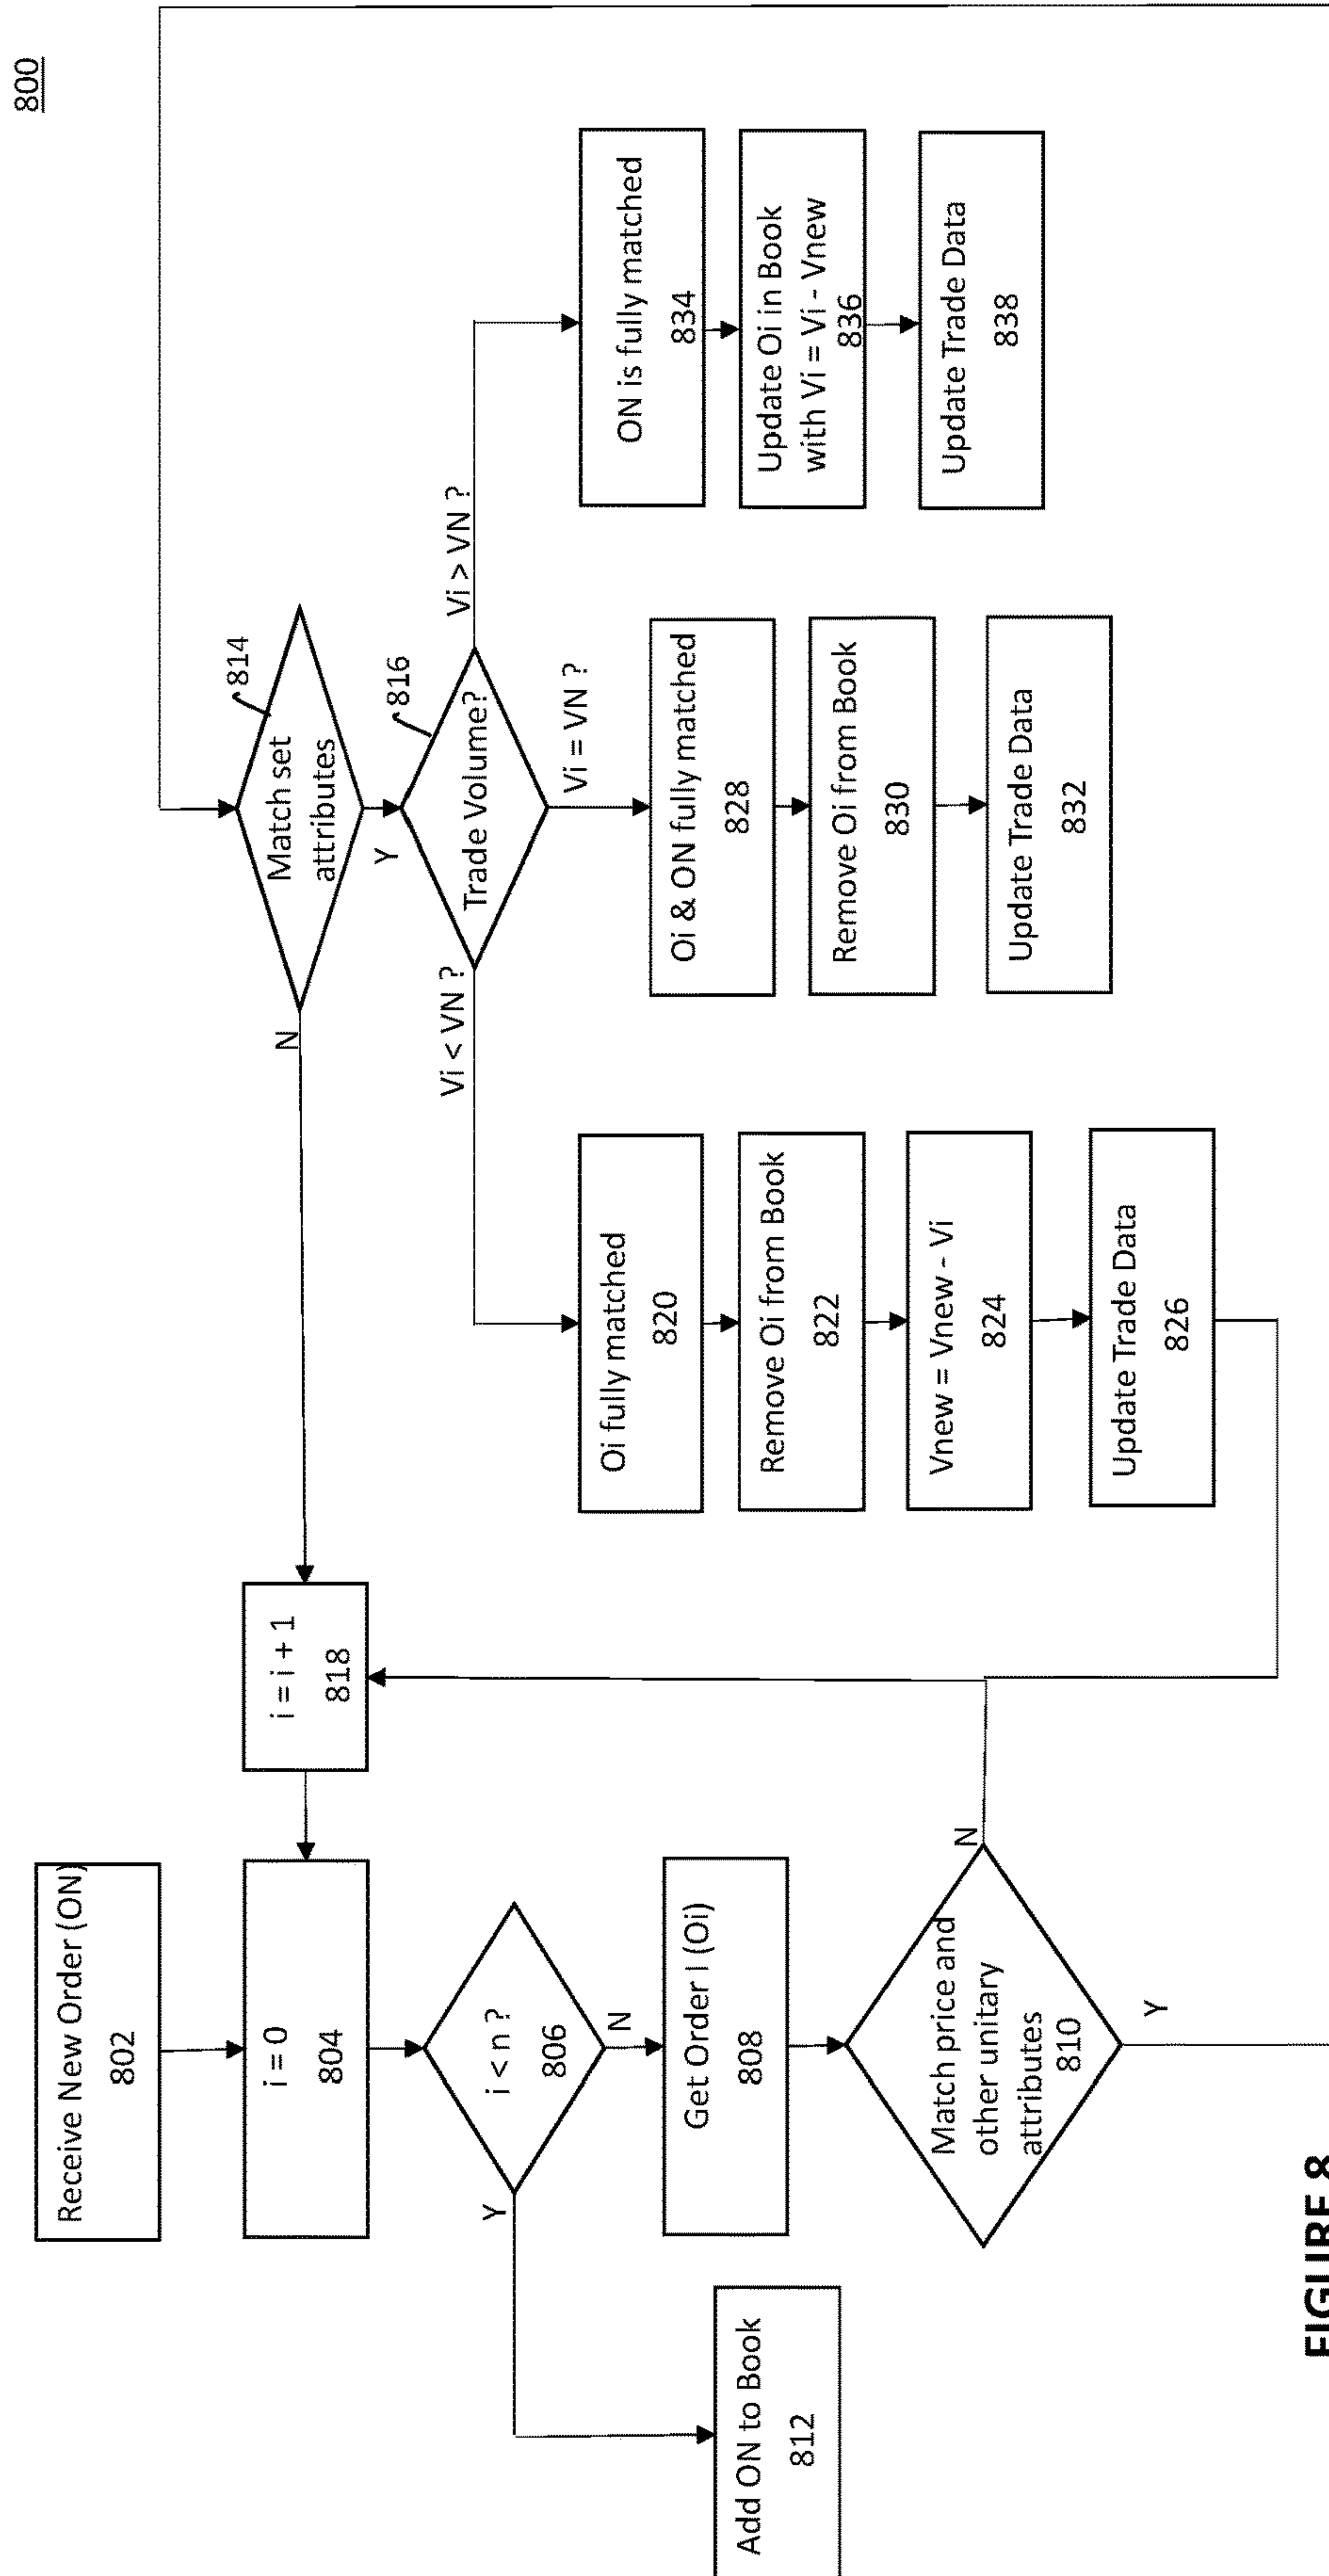 800
Receive New Order (ON)
802
i = 0
804
i < n ?
806
Y
N
Add ON to Book
812
Get Order I (Oi)
808
Match price and
other unitary
attributes
810
N
Y
i = i + 1
818
Match set
attributes
814
N
Y
Trade Volume?
816
Vi < VN ?
Vi = VN ?
Vi > VN ?
Oi fully matched
820
Remove Oi from Book
822
Vnew = Vnew - Vi
824
Update Trade Data
826
Oi & ON fully matched
828
Remove Oi from Book
830
Update Trade Data
832
ON is fully matched
834
Update Oi in Book
with Vi = Vi - Vnew
836
Update Trade Data
838
FIGURE 8